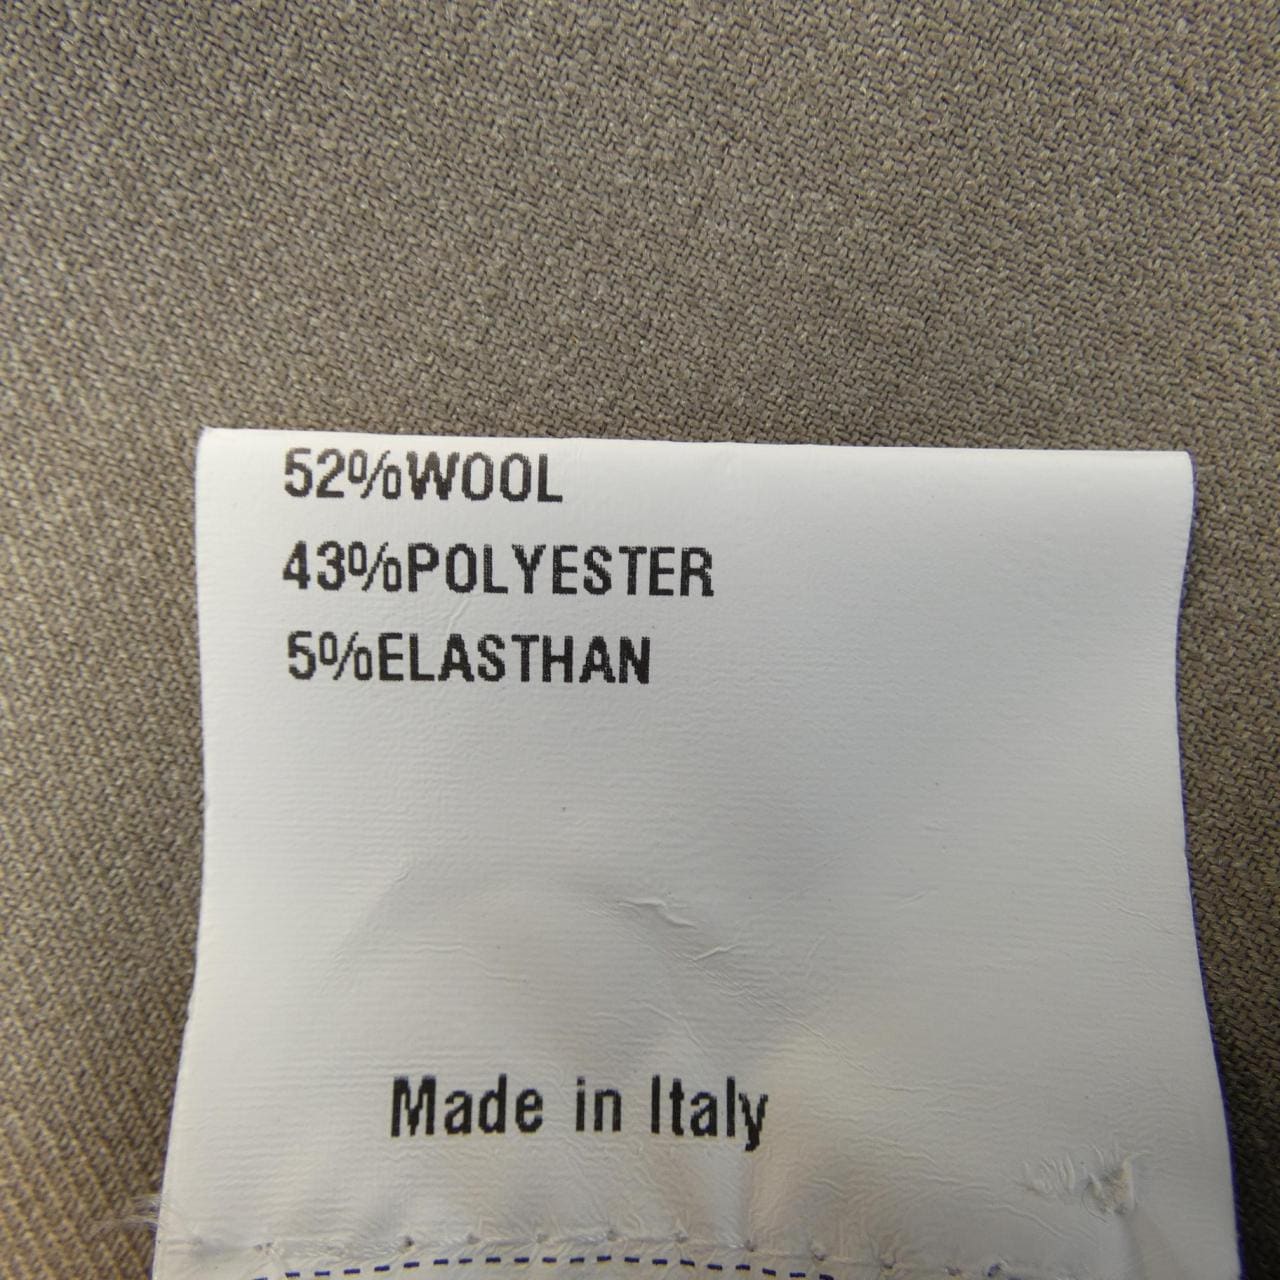 52%WOOL
43%POLYESTER
5%ELASTHAN
Made in Italy